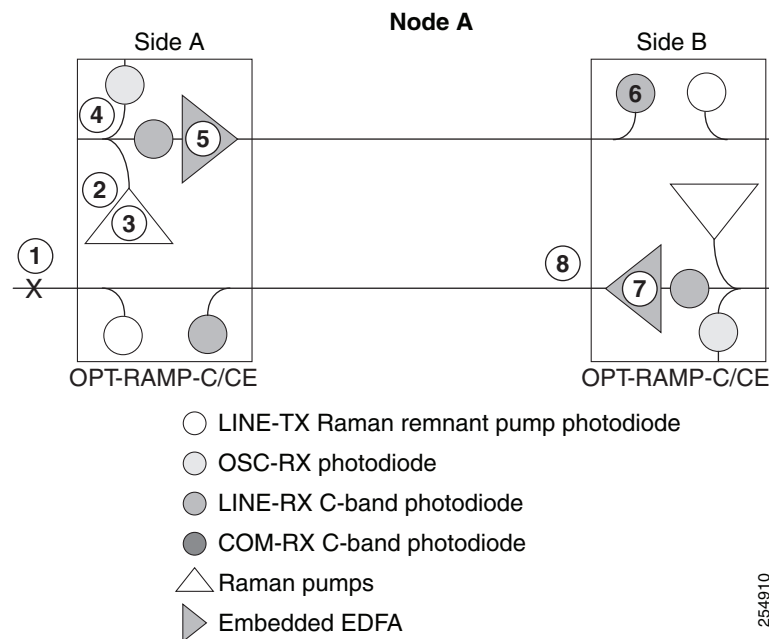 Node A
Side A
Side B
4
6
5
2
3
1
8
7
X
OPT-RAMP-C/CE
OPT-RAMP-C/CE
LINE-TX Raman remnant pump photodiode
OSC-RX photodiode
LINE-RX C-band photodiode
COM-RX C-band photodiode
Raman pumps
Embedded EDFA
254910